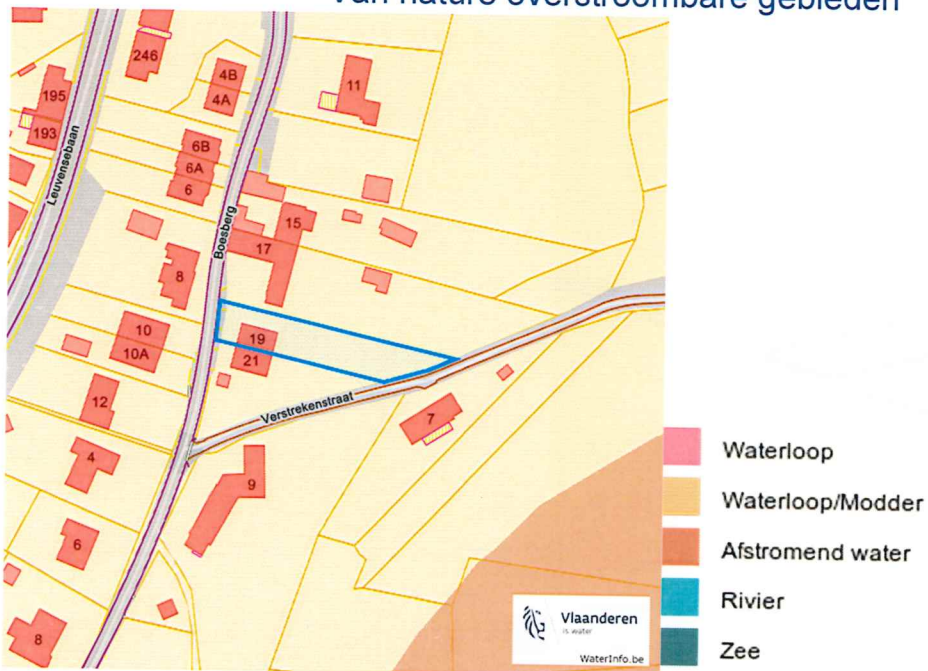 van nature overstroombare gebieden
246
4B
4A
11
195
193
Leuvensebaan
6B
6A
6
Boesberg
15
17
8
10
10A
19
21
12
Verstrekenstraat
7
4
9
6
8
Waterloop
Waterloop/Modder
Afstromend water
Rivier
Zee
Vlaanderen
is water
WaterInfo.be